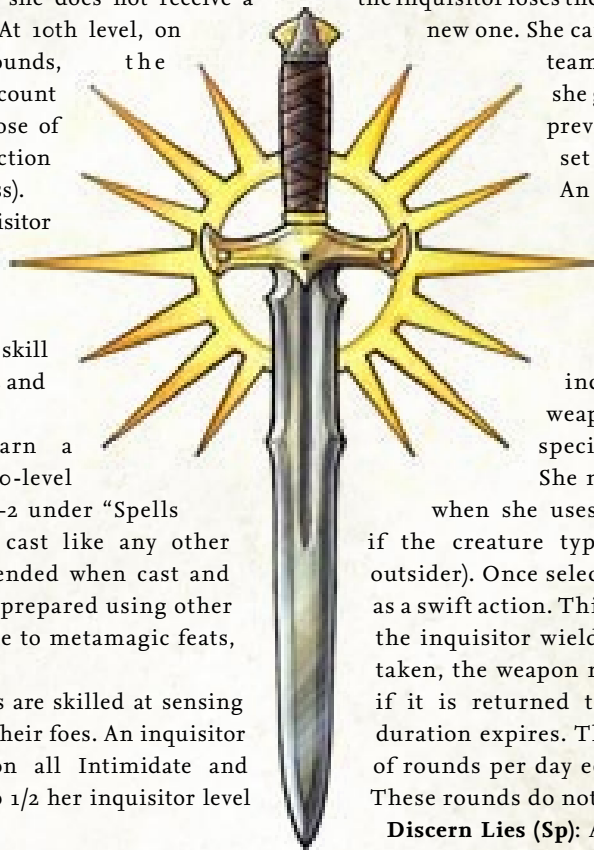 she does not receive a
At 10th level, on
ounds, the
count
ose of
ction
s).
isitor
skill
and
arn a
0-level
-2 under “Spells
cast like any other
ended when cast and
prepared using other
e to metamagic feats,
s are skilled at sensing
heir foes. An inquisitor
on all Intimidate and
o 1/2 her inquisitor level
the inquisitor loses the
new one. She ca
team
she g
prev
set
An
inc
weap
speci
She m
when she uses
if the creature typ
outsider). Once selec
as a swift action. Thi
the inquisitor wield
taken, the weapon r
if it is returned t
duration expires. Th
of rounds per day e
These rounds do not
Discern Lies (Sp): A